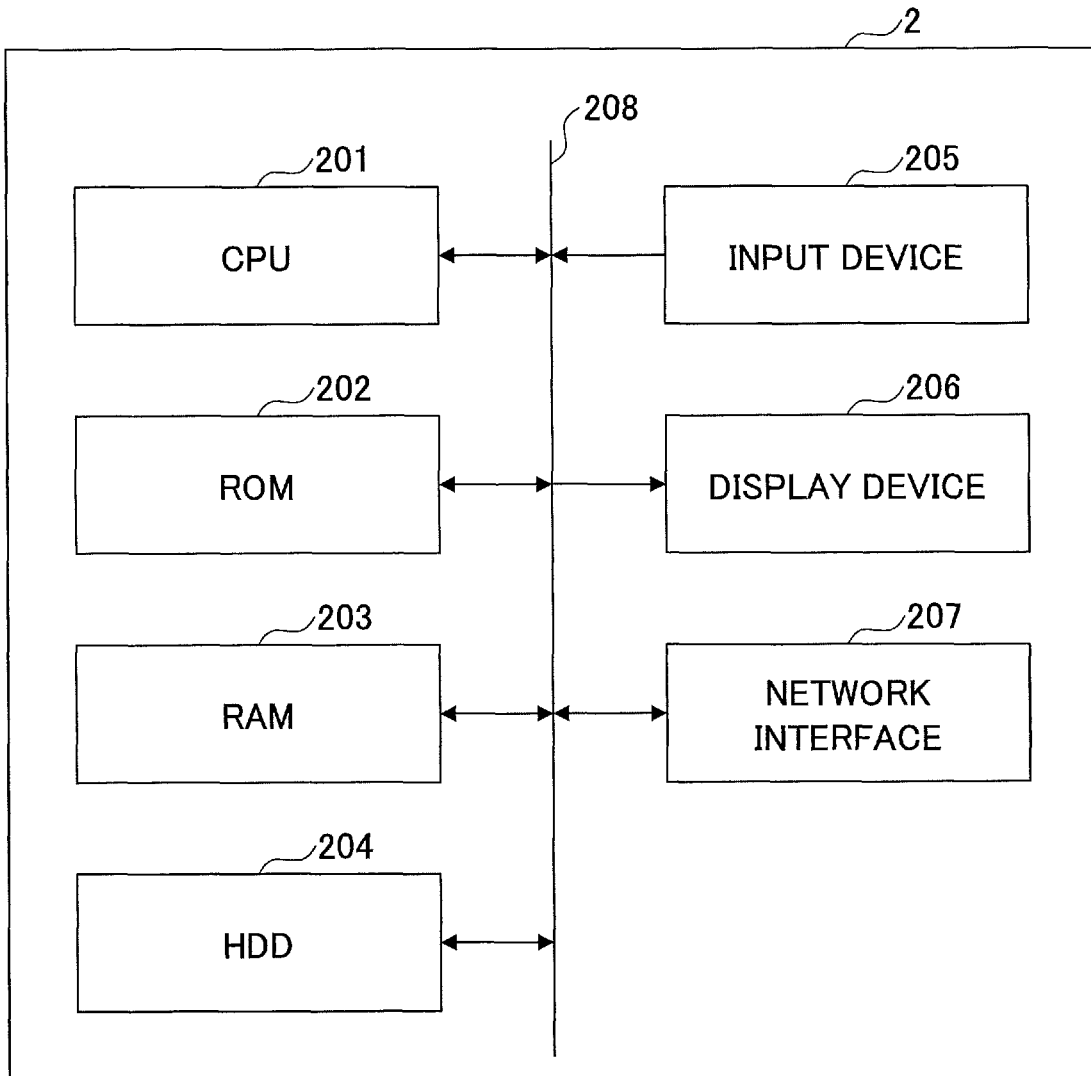 2
208
201
CPU
205
INPUT DEVICE
202
ROM
206
DISPLAY DEVICE
203
RAM
207
NETWORK
INTERFACE
204
HDD